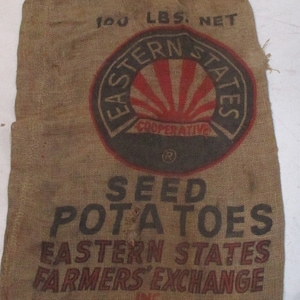 100 LBS. NET
EASTERN STATES
COOPERATIVE
®
SEED
POTATOES
EASTERN STATES
FARMERS' EXCHANGE
INC.